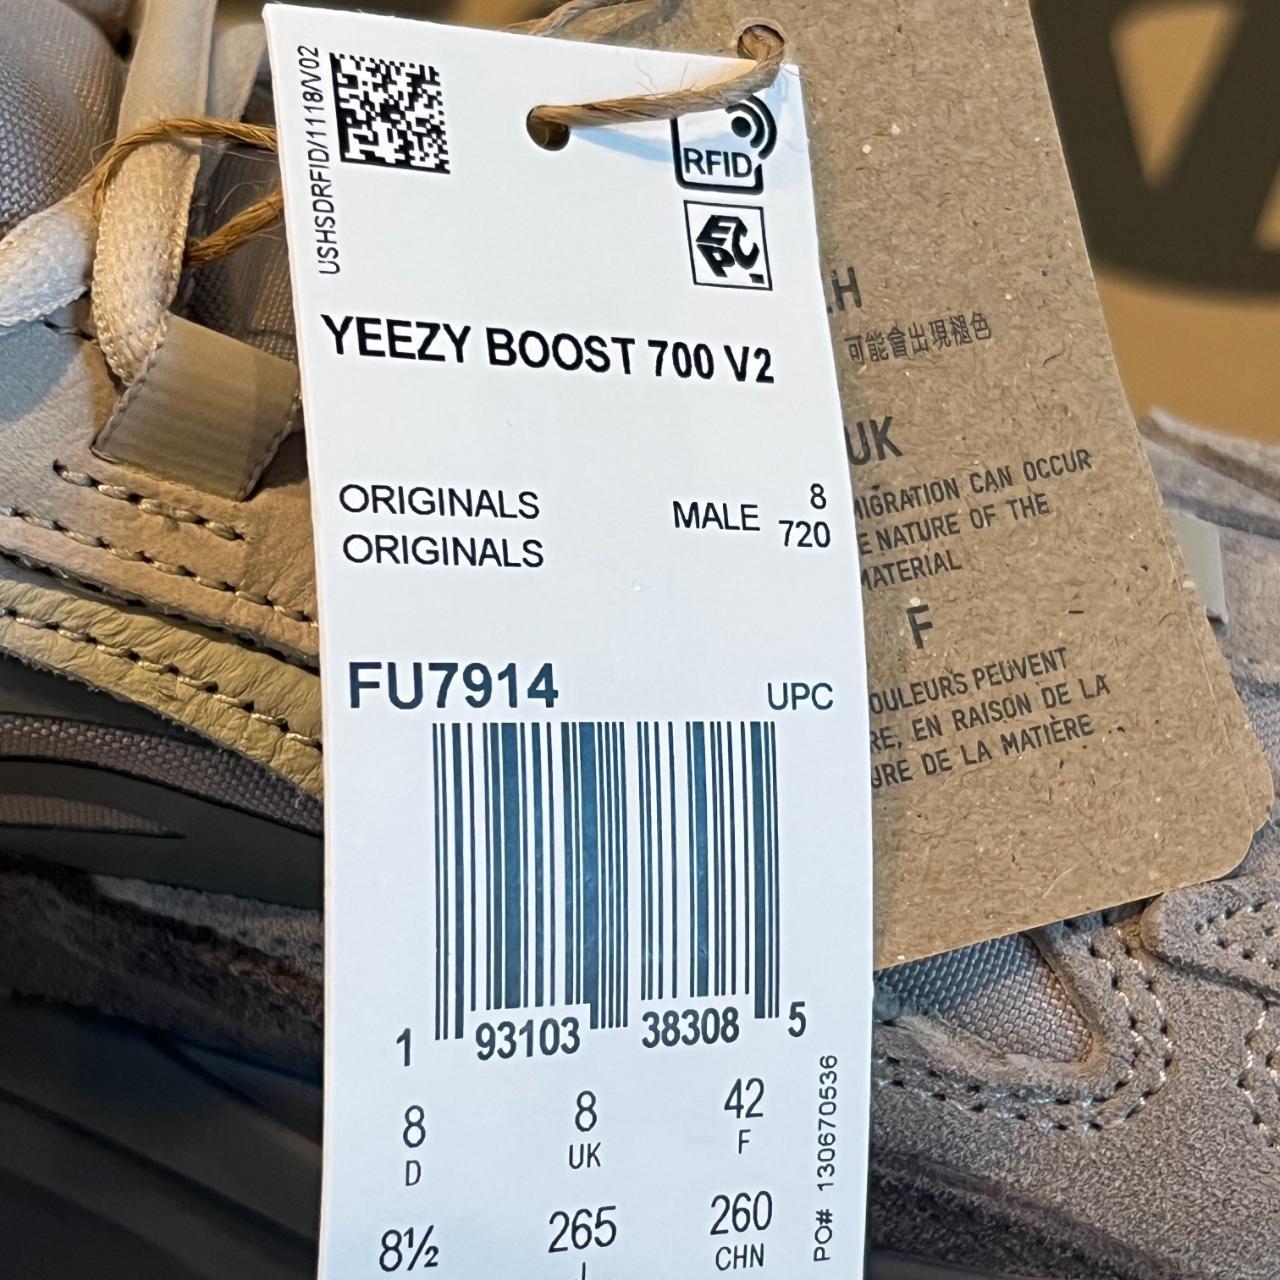 USHSDRFID/1118/V02
RFID
EPC
YEEZY BOOST 700 V2
ORIGINALS
ORIGINALS
MALE
8
720
FU7914
UPC
1 93103 38308 5
8 8 42
D UK F
8½ 265 260
J CHN
PO# 130670536
可能會出現褪色
UK
MIGRATION CAN OCCUR
NATURE OF THE
MATERIAL
F
COULEURS PEUVENT
EN RAISON DE LA
DE LA MATIÈRE